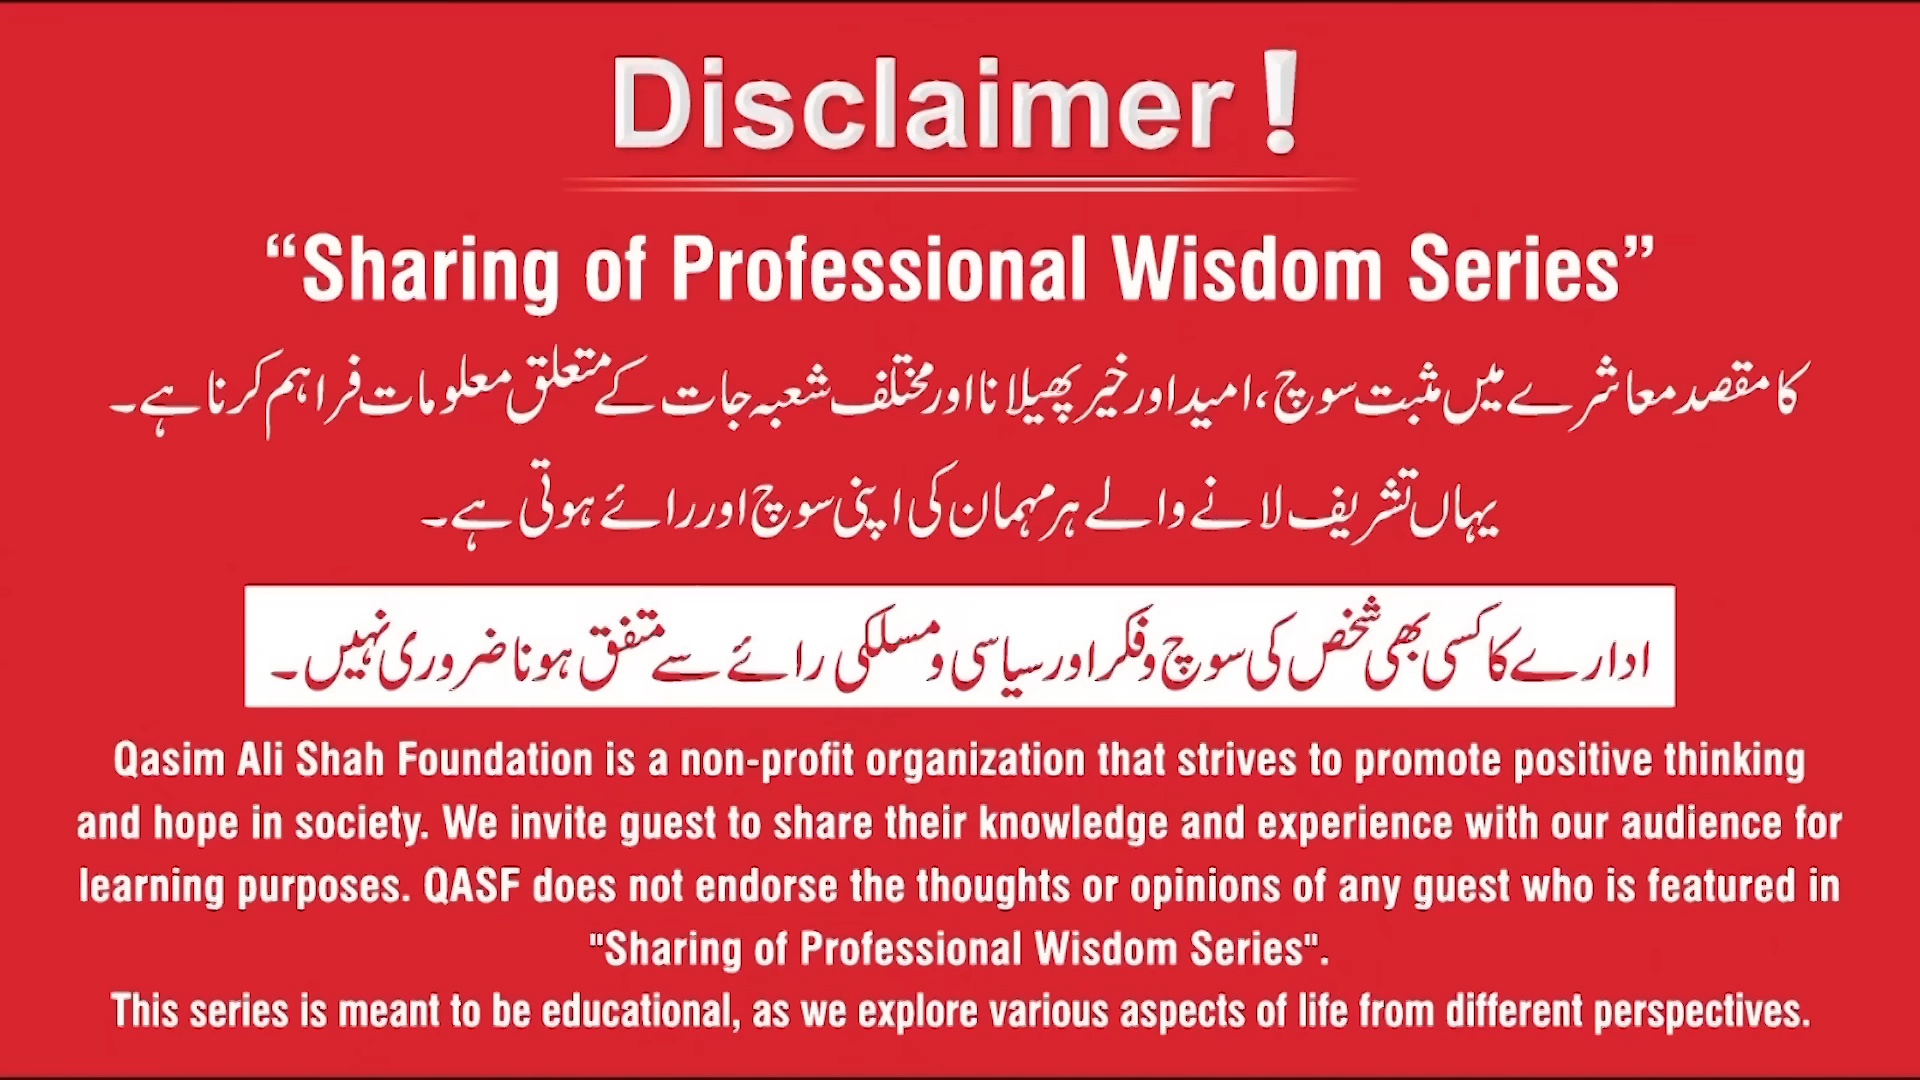 Disclaimer!
“Sharing of Professional Wisdom Series”
کا مقصد معاشرے میں مثبت سوچ، امید اور خیر پھیلانا اور مختلف شعبہ جات کے متعلق معلومات فراہم کرنا ہے۔
یہاں تشریف لانے والے ہر مہمان کی اپنی سوچ اور رائے ہوتی ہے۔
ادارے کا کسی بھی شخص کی سوچ و فکر اور سیاسی و مسلکی رائے سے متفق ہونا ضروری نہیں۔
Qasim Ali Shah Foundation is a non-profit organization that strives to promote positive thinking
and hope in society. We invite guest to share their knowledge and experience with our audience for
learning purposes. QASF does not endorse the thoughts or opinions of any guest who is featured in
"Sharing of Professional Wisdom Series".
This series is meant to be educational, as we explore various aspects of life from different perspectives.